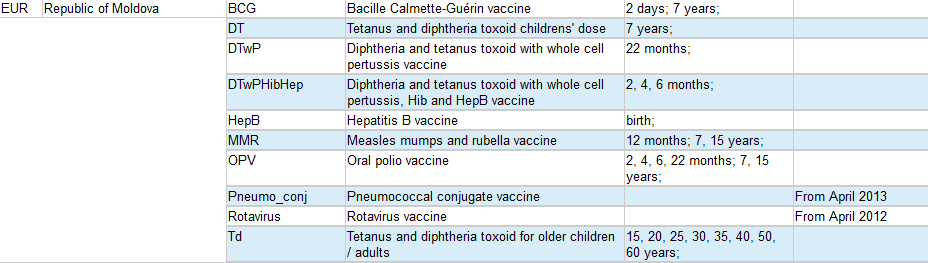 EUR Republic of Moldova BCG Bacille Calmette-Guérin vaccine 2 days; 7 years;
DT Tetanus and diphtheria toxoid childrens' dose 7 years;
DTwP Diphtheria and tetanus toxoid with whole cell 22 months;
pertussis vaccine
DTwPHibHep Diphtheria and tetanus toxoid with whole cell 2, 4, 6 months;
pertussis, Hib and HepB vaccine
HepB Hepatitis B vaccine birth;
MMR Measles mumps and rubella vaccine 12 months; 7, 15 years;
OPV Oral polio vaccine 2, 4, 6, 22 months; 7, 15
years;
Pneumo_conj Pneumococcal conjugate vaccine From April 2013
Rotavirus Rotavirus vaccine From April 2012
Td Tetanus and diphtheria toxoid for older children 15, 20, 25, 30, 35, 40, 50,
/ adults 60 years;